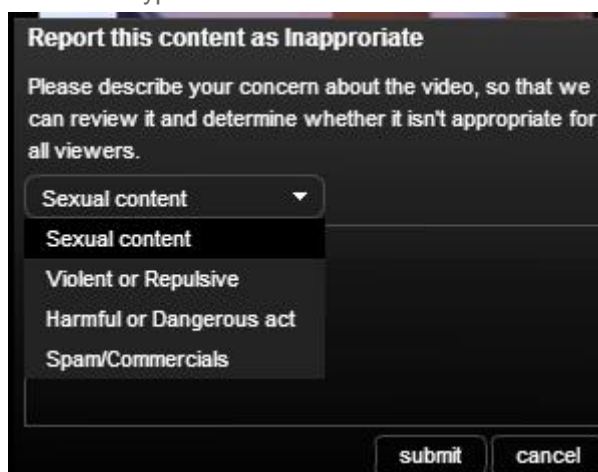 Report this content as Inapproriate
Please describe your concern about the video, so that we
can review it and determine whether it isn't appropriate for
all viewers.
Sexual content
Sexual content
Violent or Repulsive
Harmful or Dangerous act
Spam/Commercials
submit cancel